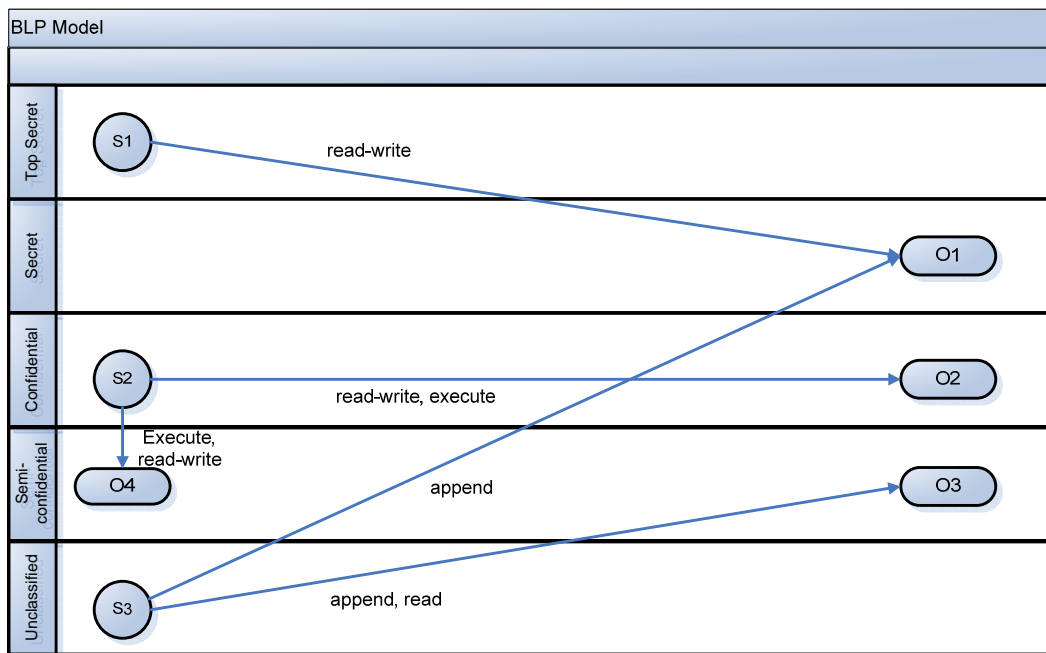 BLP Model
Top Secret
S1
read-write
Secret
O1
Confidential
S2
read-write, execute
O2
Execute,
read-write
Semi-
confidential
O4
append
O3
Unclassified
S3
append, read